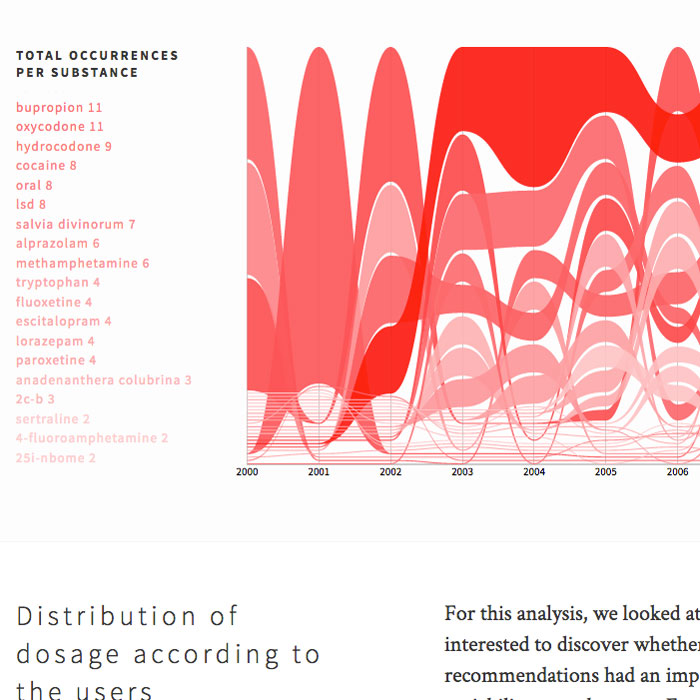 TOTAL OCCURRENCES
PER SUBSTANCE
bupropion 11
oxycodone 11
hydrocodone 9
cocaine 8
oral 8
lsd 8
salvia divinorum 7
alprazolam 6
methamphetamine 6
tryptophan 4
fluoxetine 4
escitalopram 4
lorazepam 4
paroxetine 4
anadenanthera colubrina 3
2c-b 3
sertraline 2
4-fluoroamphetamine 2
25i-nbome 2
2000 2001 2002 2003 2004 2005 2006
Distribution of
dosage according to
the users
For this analysis, we looked at
interested to discover whether
recommendations had an imp